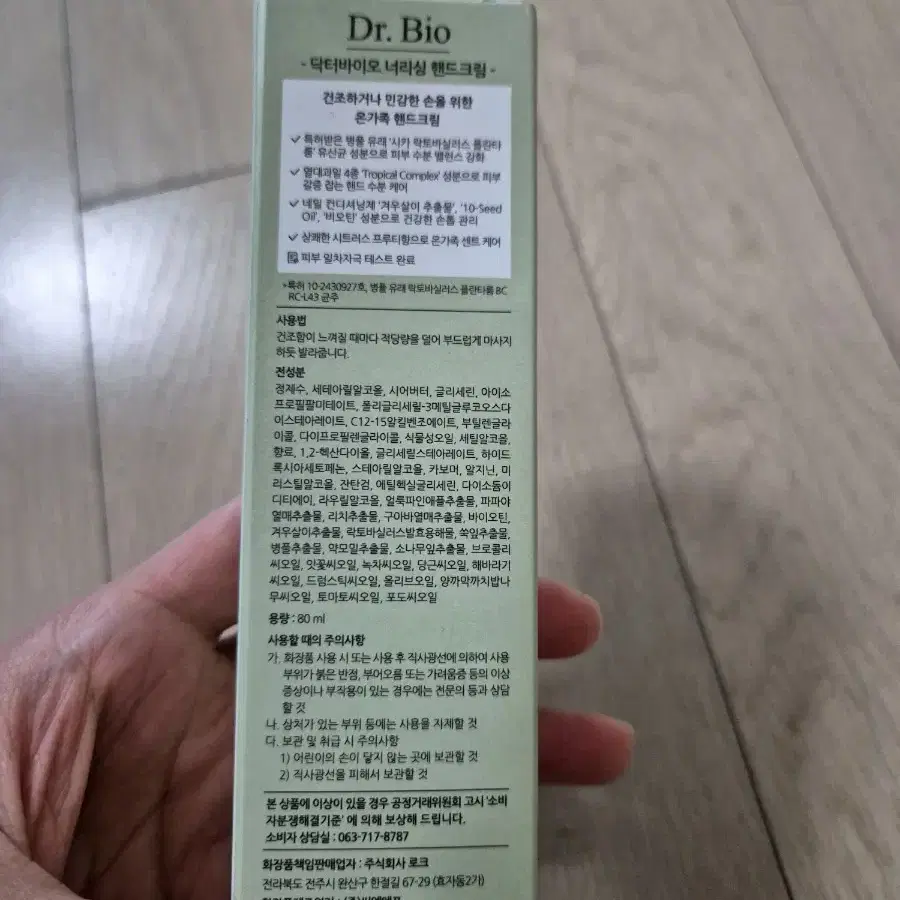 Dr. Bio
- 닥터바이오 너리싱 핸드크림 -
건조하거나 민감한 손을 위한
온가족 핸드크림
특허받은 병풀 유래 '시카 락토바실러스 플란타
룸' 유산균 성분으로 피부 수분 밸런스 강화
열대과일 4종 'Tropical Complex' 성분으로 피부
갈증 잡는 핸드 수분 케어
네일 컨디셔닝계 '겨우살이 추출물', '10-Seed
Oil', '비오틴' 성분으로 건강한 손톱 관리
상쾌한 시트러스 프루티향으로 온가족 센트 케어
피부 일차자극 테스트 완료
*특허 10-2430927호, 병풀 유래 락토바실러스 플란타룸 BC
RC-L43 균주
사용법
건조함이 느껴질 때마다 적당량을 덜어 부드럽게 마사지
하듯 발라줍니다.
전성분
정제수, 세테아릴알코올, 시어버터, 글리세린, 아이소
프로필팔미테이트, 폴리글리세릴-3메틸글루코오스다
이스테아레이트, C12-15알킬벤조에이트, 부틸렌글라
이콜, 다이프로필렌글라이콜, 식물성오일, 세틸알코올,
향료, 1,2-헥산다이올, 글리세릴스테아레이트, 하이드
록시아세토페논, 스테아릴알코올, 카보머, 알지닌, 미
리스틸알코올, 잔탄검, 에틸헥실글리세린, 다이소듐이
디티에이, 라우릴알코올, 얼룩파인애플추출물, 파파야
열매추출물, 리치추출물, 구아바열매추출물, 바이오틴,
겨우살이추출물, 락토바실러스발효용해물, 쑥잎추출물,
병풀추출물, 약모밀추출물, 소나무잎추출물, 브로콜리
씨오일, 잇꽃씨오일, 녹차씨오일, 당근씨오일, 해바라기
씨오일, 드럼스틱씨오일, 올리브오일, 양까막까치밥나
무씨오일, 토마토씨오일, 포도씨오일
용량 : 80 ml
사용할 때의 주의사항
가. 화장품 사용 시 또는 사용 후 직사광선에 의하여 사용
부위가 붉은 반점, 부어오름 또는 가려움증 등의 이상
증상이나 부작용이 있는 경우에는 전문의 등과 상담
할 것
나. 상처가 있는 부위 등에는 사용을 자제할 것
다. 보관 및 취급 시 주의사항
1) 어린이의 손이 닿지 않는 곳에 보관할 것
2) 직사광선을 피해서 보관할 것
본 상품에 이상이 있을 경우 공정거래위원회 고시 '소비
자분쟁해결기준' 에 의해 보상해 드립니다.
소비자 상담실 : 063-717-8787
화장품책임판매업자 : 주식회사 로크
전라북도 전주시 완산구 한절길 67-29 (효자동2가)